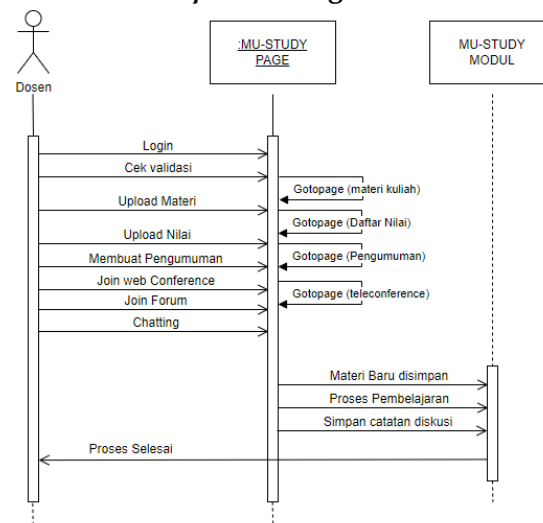 :MU-STUDY
PAGE
MU-STUDY
MODUL
Dosen
Login
Cek validasi
Gotopage (materi kuliah)
Upload Materi
Gotopage (Daftar Nilai)
Upload Nilai
Gotopage (Pengumuman)
Membuat Pengumuman
Join web Conference
Gotopage (teleconference)
Join Forum
Chatting
Materi Baru disimpan
Proses Pembelajaran
Simpan catatan diskusi
Proses Selesai